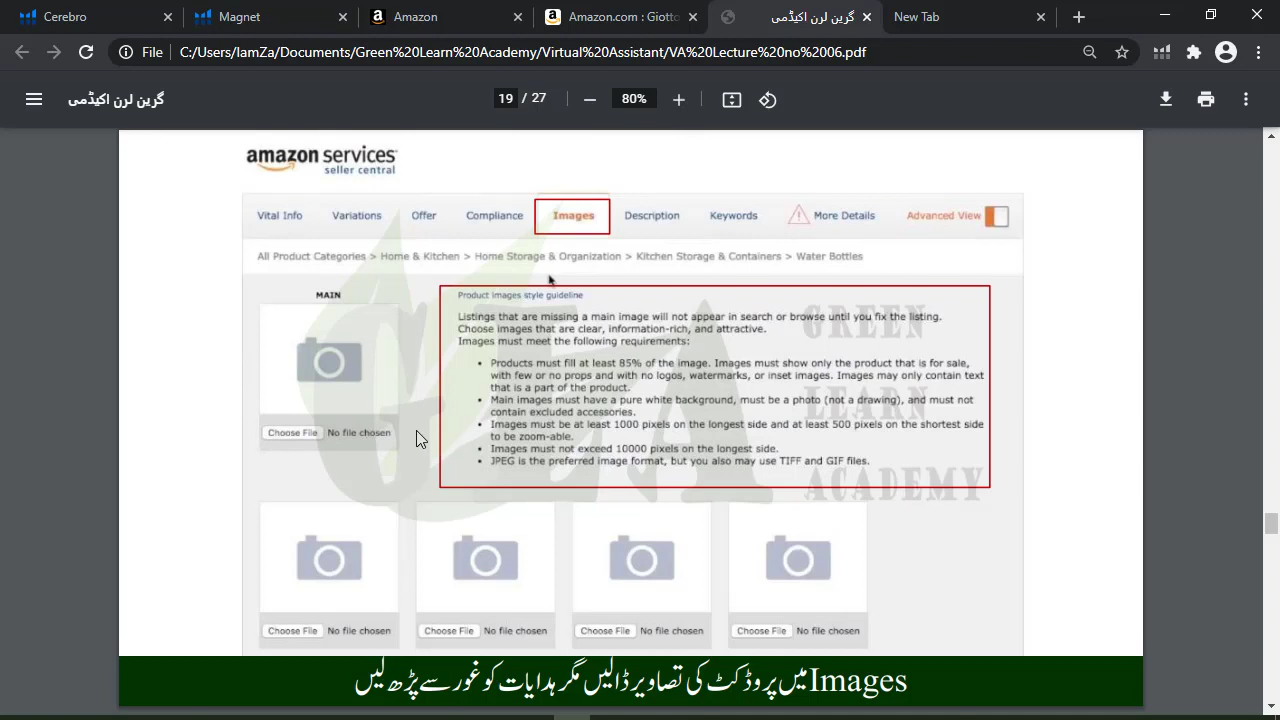 Cerebro
Magnet
Amazon
Amazon.com : Giotto
گرین لرن اکیڈمی
New Tab
File C:/Users/IamZa/Documents/Green%20Learn%20Academy/Virtual%20Assistant/VA%20Lecture%20no%2006.pdf
گرین لرن اکیڈمی
19 / 27
80%
amazon services
seller central
Vital Info Variations Offer Compliance Images Description Keywords More Details Advanced View
All Product Categories > Home & Kitchen > Home Storage & Organization > Kitchen Storage & Containers > Water Bottles
MAIN
Choose File No file chosen
Product images style guideline
Listings that are missing a main image will not appear in search or browse until you fix the listing.
Choose images that are clear, information-rich, and attractive.
Images must meet the following requirements:
• Products must fill at least 85% of the image. Images must show only the product that is for sale,
with few or no props and with no logos, watermarks, or inset images. Images may only contain text
that is a part of the product.
• Main images must have a pure white background, must be a photo (not a drawing), and must not
contain excluded accessories.
• Images must be at least 1000 pixels on the longest side and at least 500 pixels on the shortest side
to be zoom-able.
• Images must not exceed 10000 pixels on the longest side.
• JPEG is the preferred image format, but you also may use TIFF and GIF files.
GREEN
LEARN
ACADEMY
GLA
Choose File No file chosen
Choose File No file chosen
Choose File No file chosen
Choose File No file chosen
Images میں پروڈکٹ کی تصاویر ڈالیں مگر ہدایات کو غور سے پڑھ لیں